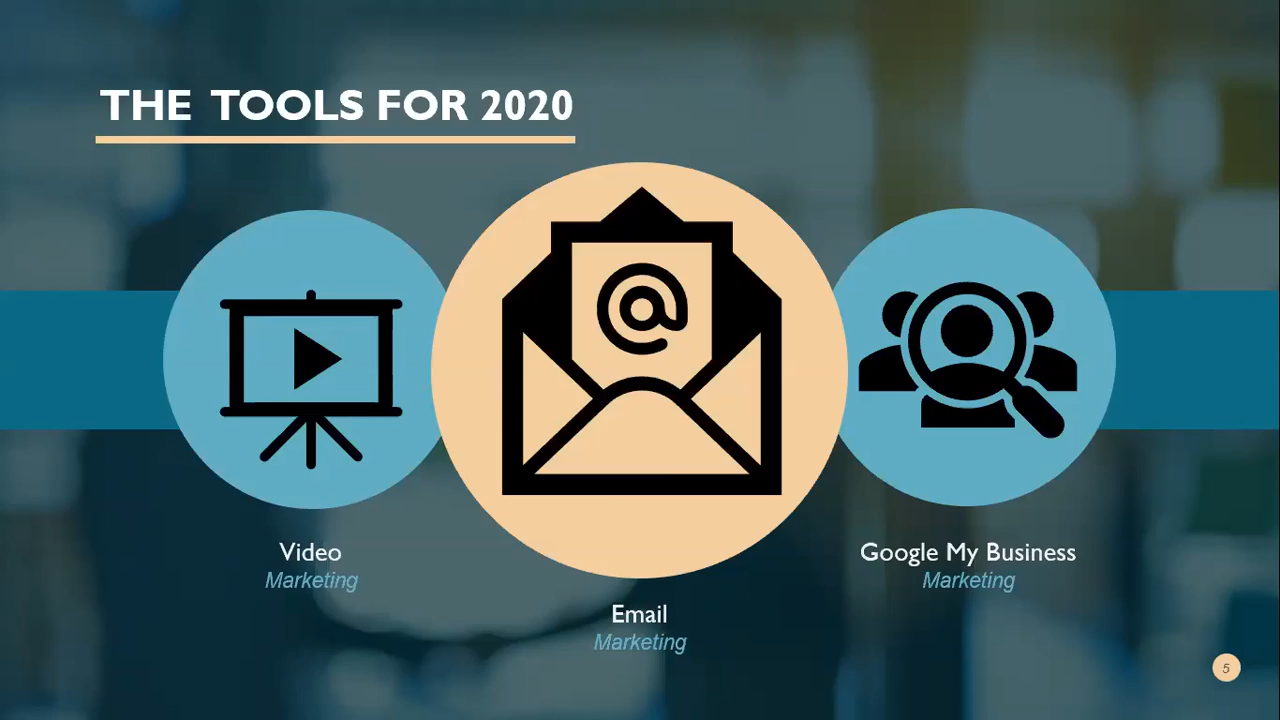 THE TOOLS FOR 2020
@
Video
Marketing
Email
Marketing
Google My Business
Marketing
5